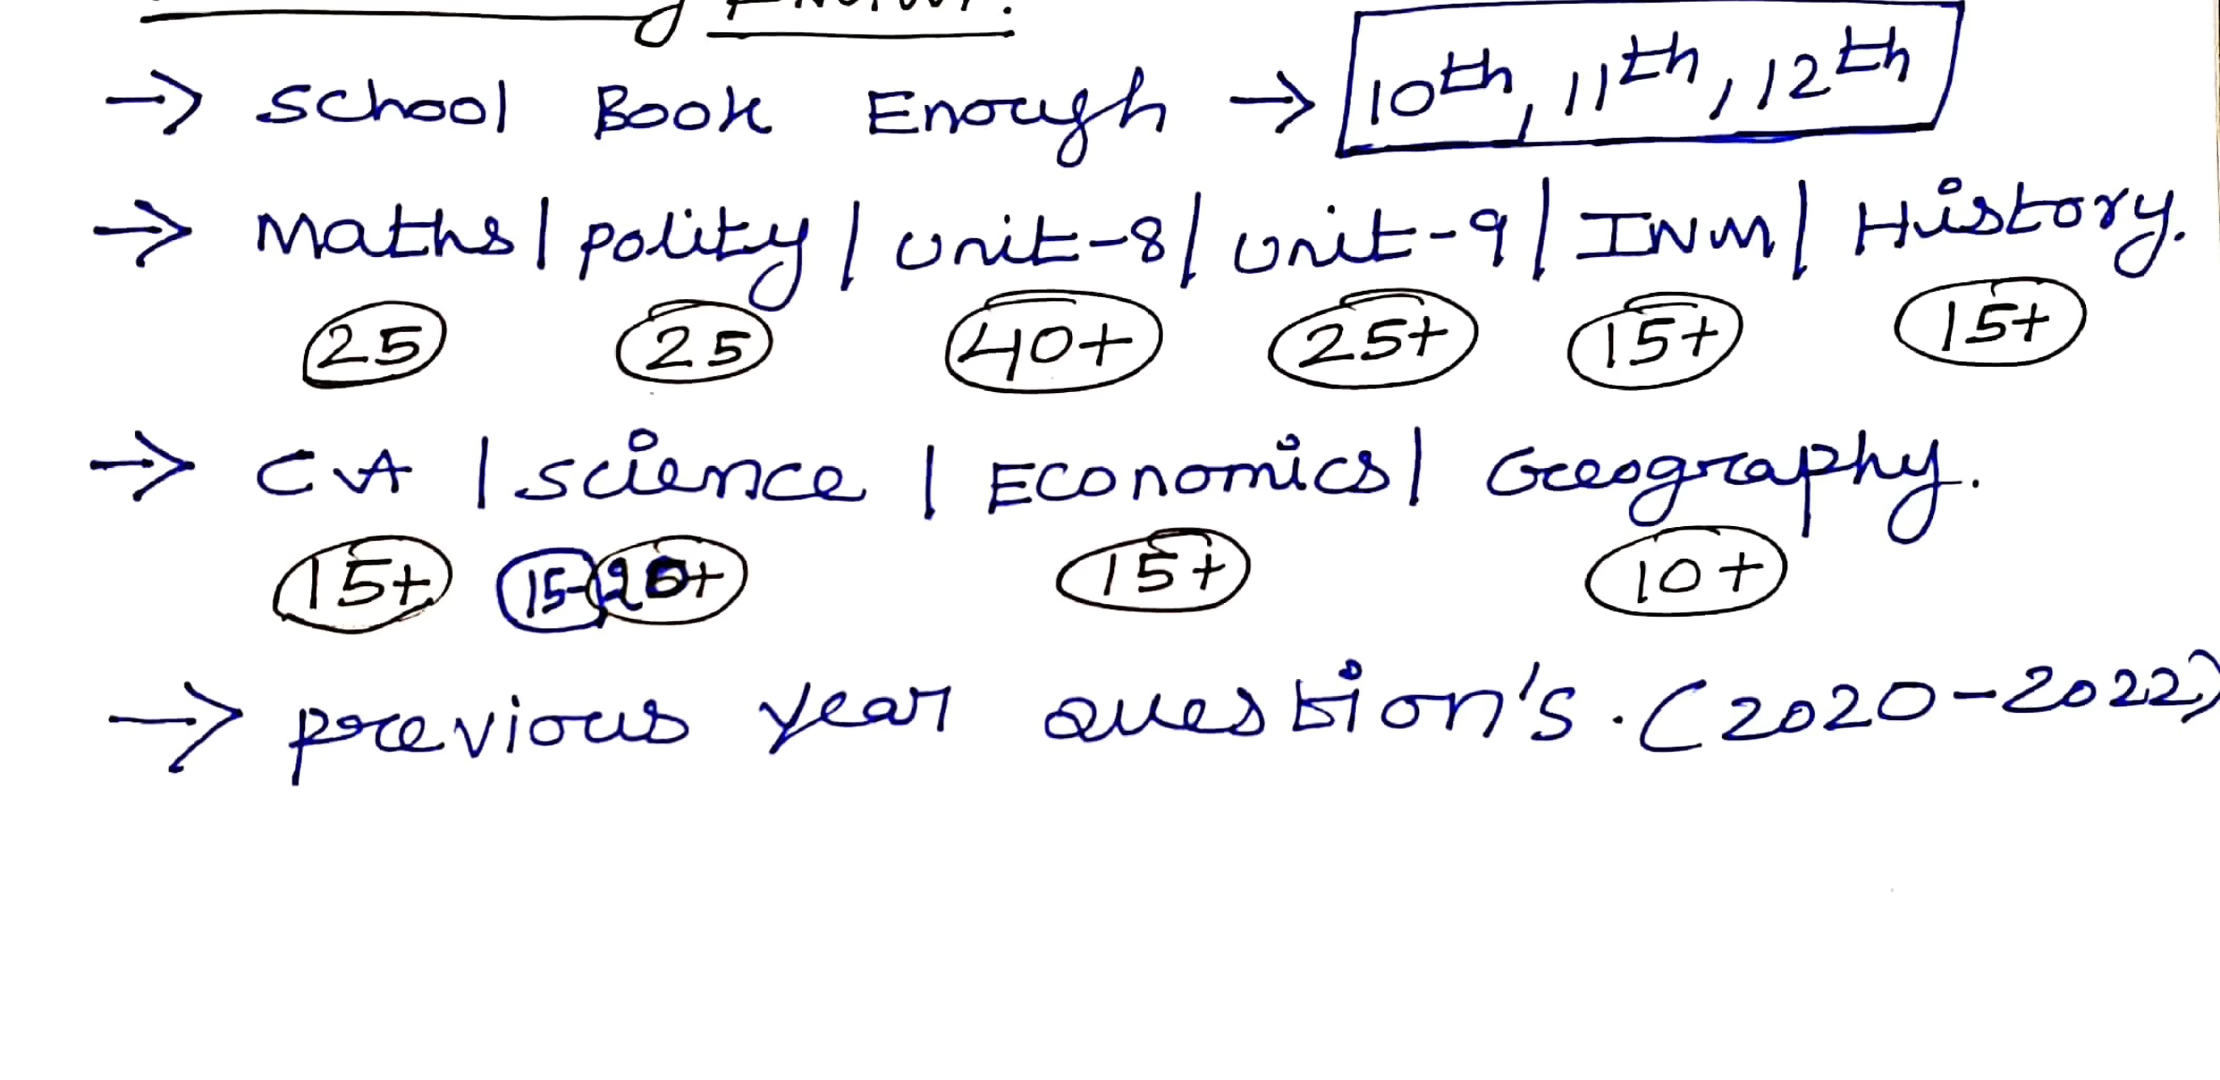 → School Book Enough → 10th, 11th, 12th
→ Maths | polity | unit-8 | unit-9 | INM | History.
25 25 40+ 25+ 15+ 15+
→ CA | science | Economics | Geography.
15+ 15-20+ 15+ 10+
→ previous year question's. (2020-2022)